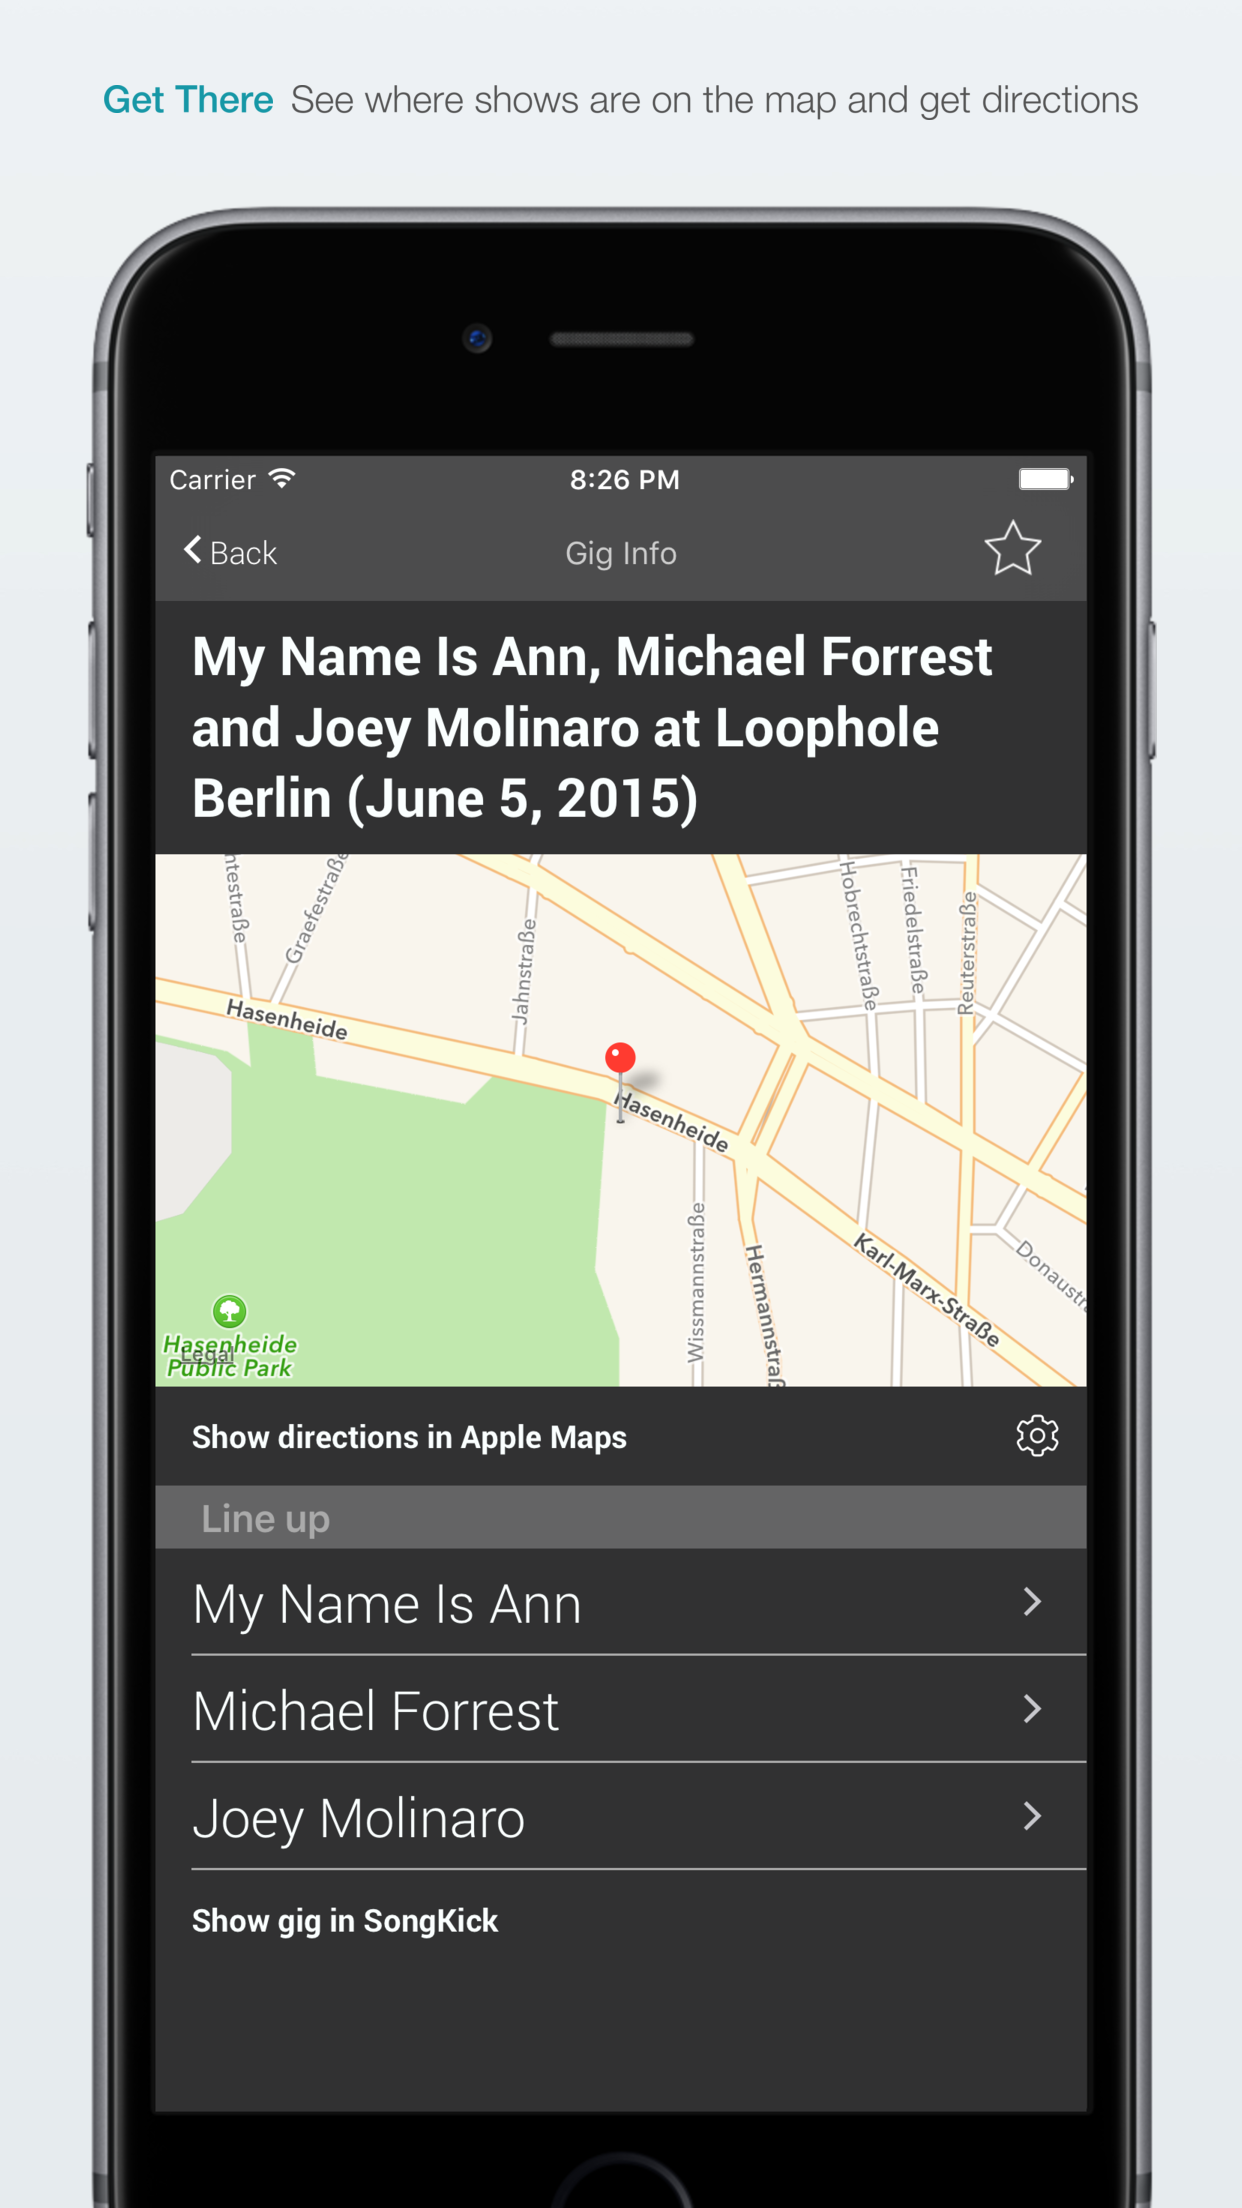 Get There See where shows are on the map and get directions
Carrier
8:26 PM
Back
Gig Info
My Name Is Ann, Michael Forrest
and Joey Molinaro at Loophole
Berlin (June 5, 2015)
ntestraße
Graefestraße
Jahnstraße
Hobrechtstraße
Friedelstraße
Reuterstraße
Hasenheide
Hasenheide
Wissmannstraße
Hermannstraß
Karl-Marx-Straße
Donaustr
Hasenheide
Public Park
Legal
Show directions in Apple Maps
Line up
My Name Is Ann
Michael Forrest
Joey Molinaro
Show gig in SongKick